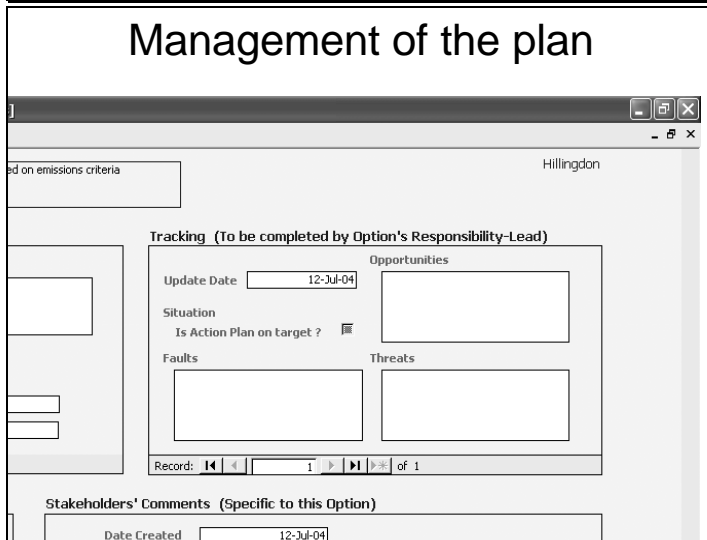 Management of the plan
]
ed on emissions criteria
Hillingdon
Tracking (To be completed by Option's Responsibility-Lead)
Opportunities
Update Date 12-Jul-04
Situation
Is Action Plan on target ?
Faults Threats
Record: 1 of 1
Stakeholders' Comments (Specific to this Option)
Date Created 12-Jul-04